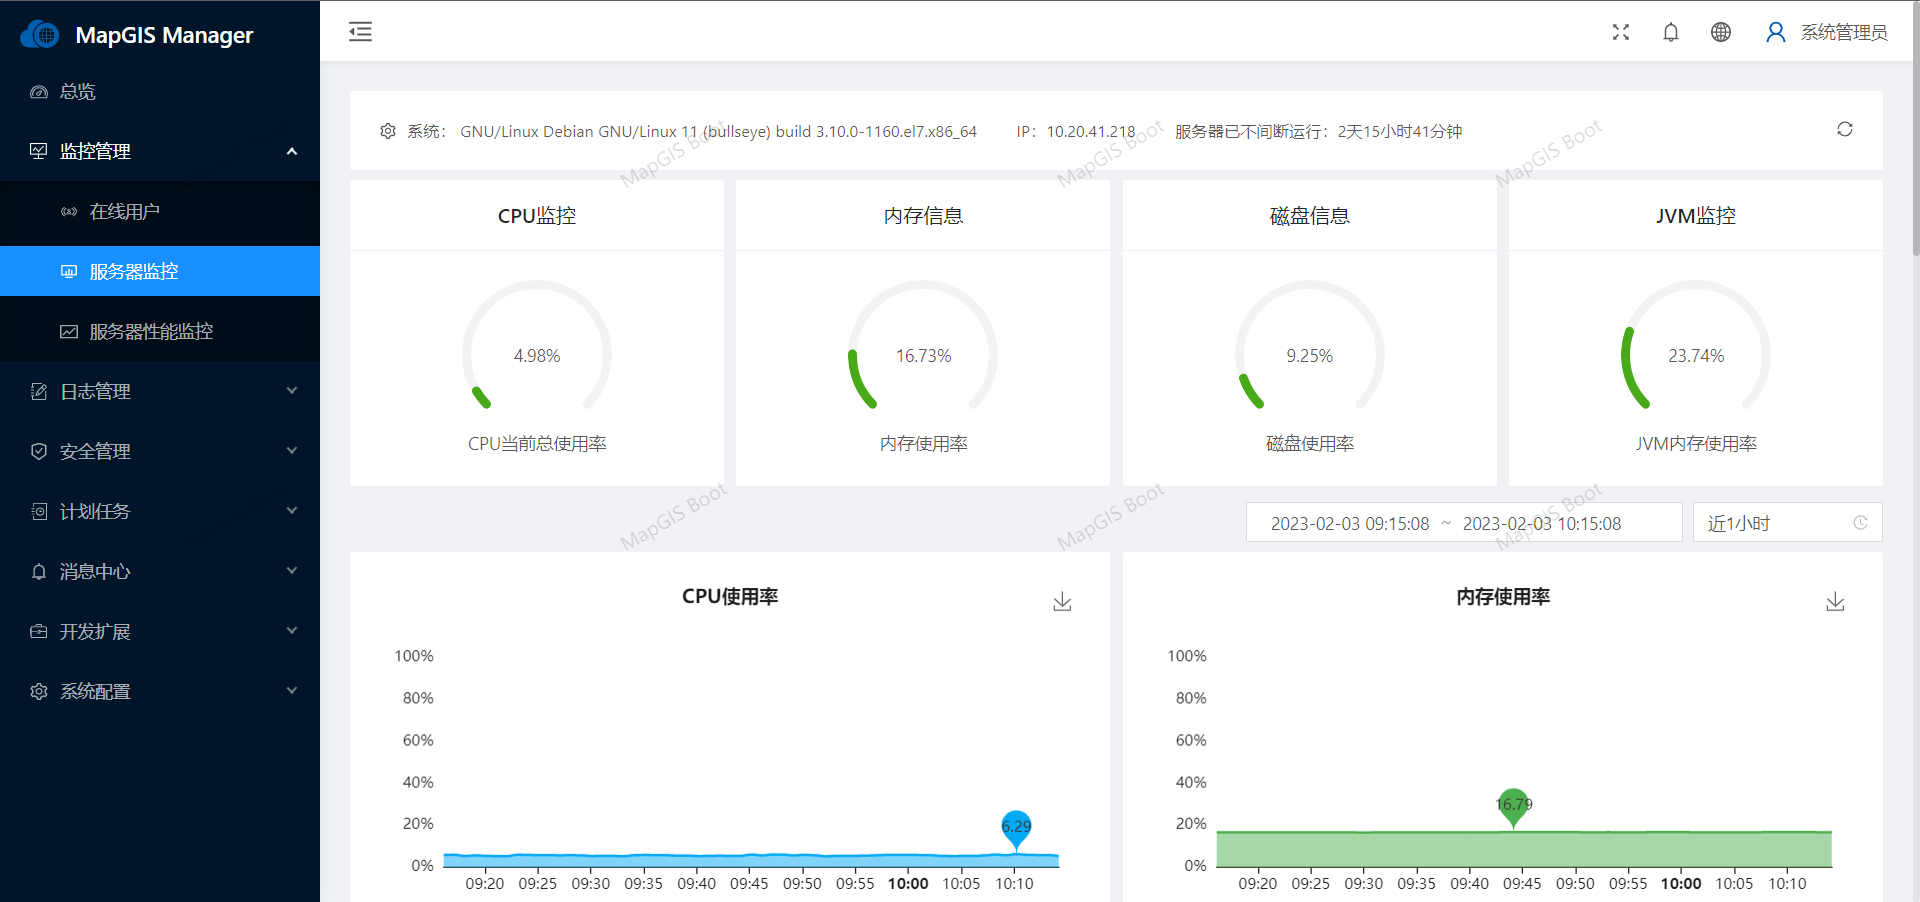 MapGIS Manager
系统管理员
总览
监控管理
在线用户
服务器监控
服务器性能监控
日志管理
安全管理
计划任务
消息中心
开发扩展
系统配置
系统： GNU/Linux Debian GNU/Linux 11 (bullseye) build 3.10.0-1160.el7.x86_64 IP：10.20.41.218 服务器已不间断运行：2天15小时41分钟
MapGIS Boot MapGIS Boot MapGIS Boot
CPU监控 内存信息 磁盘信息 JVM监控
4.98% 16.73% 9.25% 23.74%
CPU当前总使用率 内存使用率 磁盘使用率 JVM内存使用率
MapGIS Boot MapGIS Boot MapGIS Boot
2023-02-03 09:15:08 ~ 2023-02-03 10:15:08 近1小时
CPU使用率
100%
80%
60%
40%
20%
0%
6.29
09:20 09:25 09:30 09:35 09:40 09:45 09:50 09:55 10:00 10:05 10:10
内存使用率
100%
80%
60%
40%
20%
0%
16.79
09:20 09:25 09:30 09:35 09:40 09:45 09:50 09:55 10:00 10:05 10:10